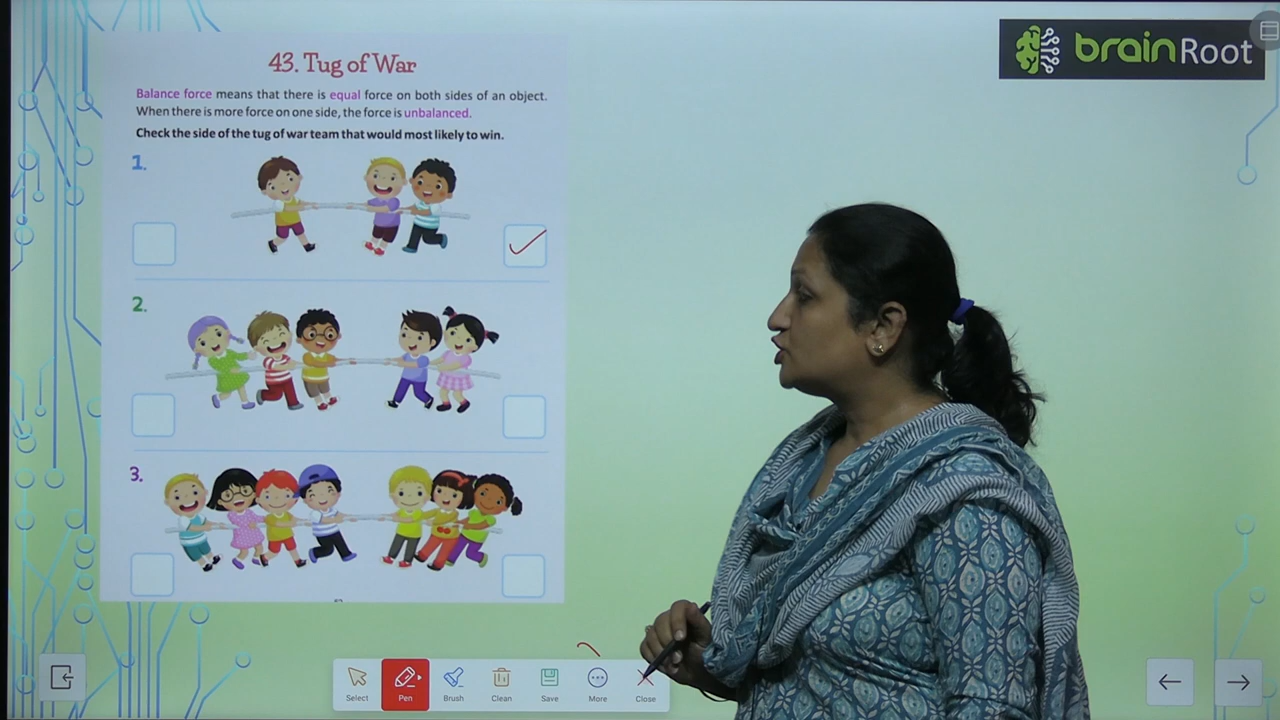 brainRoot
43. Tug of War
Balance force means that there is equal force on both sides of an object.
When there is more force on one side, the force is unbalanced.
Check the side of the tug of war team that would most likely to win.
1.
2.
3.
Select
Pen
Brush
Clean
Save
More
Close